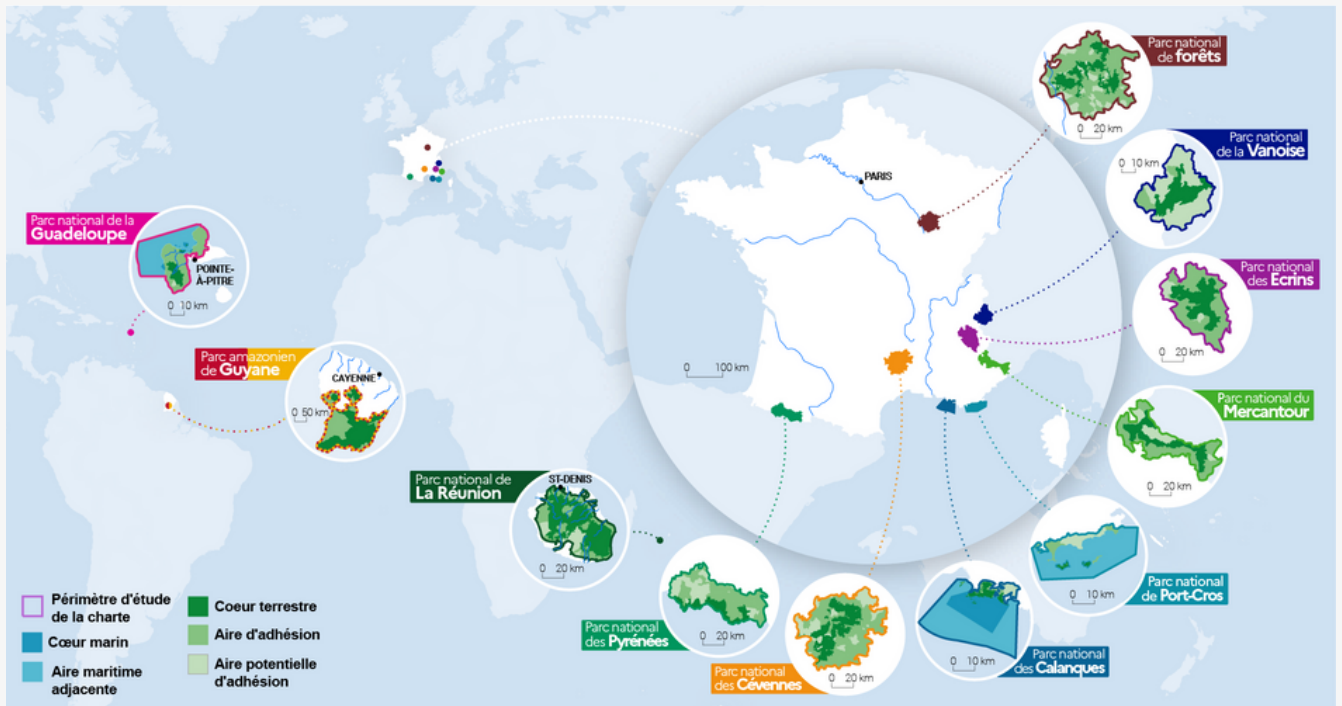 Parc national
de forêts
0 20 km
Parc national
de la Vanoise
0 10 km
PARIS
Parc national de la
Guadeloupe
POINTE-
À-PITRE
0 10 km
Parc national
des Ecrins
0 20 km
Parc amazonien
de Guyane
CAYENNE
0 50 km
0 100 km
Parc national du
Mercantour
0 20 km
Parc national de
La Réunion
ST-DENIS
0 20 km
Parc national
de Port-Cros
0 10 km
Parc national
des Pyrénées
0 20 km
Parc national
des Cévennes
0 20 km
Parc national
des Calanques
0 10 km
Périmètre d'étude
de la charte
Cœur marin
Aire maritime
adjacente
Coeur terrestre
Aire d'adhésion
Aire potentielle
d'adhésion